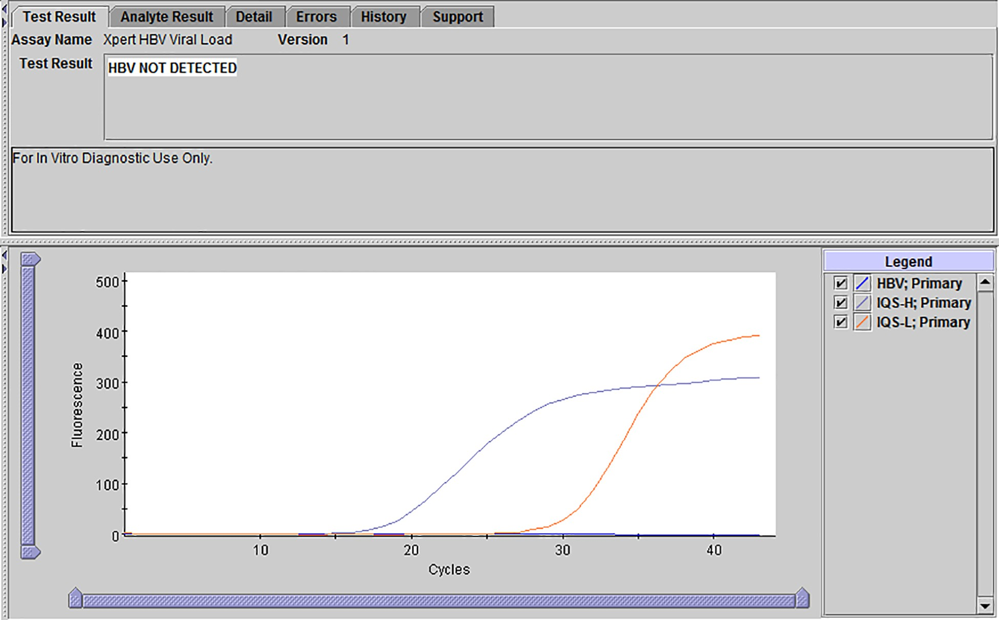 Test Result Analyte Result Detail Errors History Support
Assay Name Xpert HBV Viral Load Version 1
Test Result HBV NOT DETECTED
For In Vitro Diagnostic Use Only.
Legend
HBV; Primary
IQS-H; Primary
IQS-L; Primary
500
400
300
200
100
0
Fluorescence
10 20 30 40
Cycles